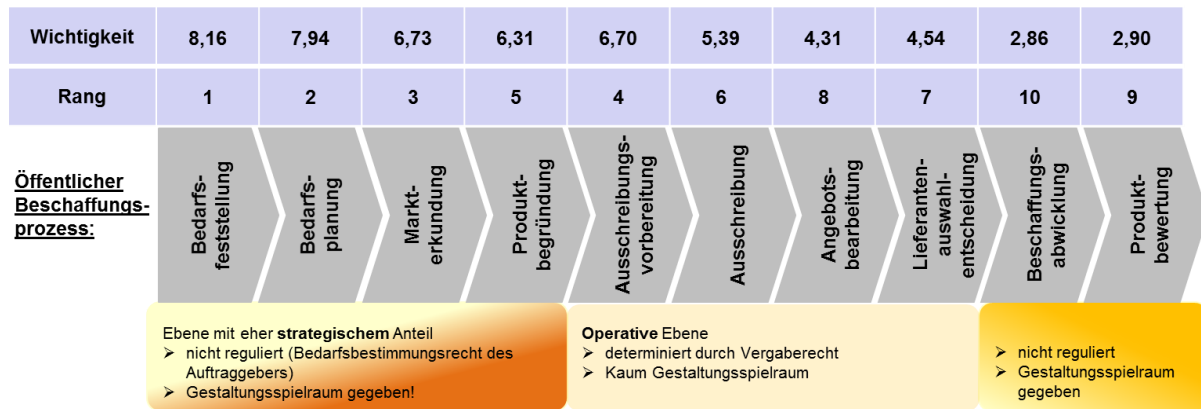 Wichtigkeit 8,16 7,94 6,73 6,31 6,70 5,39 4,31 4,54 2,86 2,90
Rang 1 2 3 5 4 6 8 7 10 9
Öffentlicher
Beschaffungs-
prozess:
Bedarfs-
feststellung
Bedarfs-
planung
Markt-
erkundung
Produkt-
begründung
Ausschreibungs-
vorbereitung
Ausschreibung
Angebots-
bearbeitung
Lieferanten-
auswahl-
entscheidung
Beschaffungs-
abwicklung
Produkt-
bewertung
Ebene mit eher strategischem Anteil
➢ nicht reguliert (Bedarfsbestimmungsrecht des
Auftraggebers)
➢ Gestaltungsspielraum gegeben!
Operative Ebene
➢ determiniert durch Vergaberecht
➢ Kaum Gestaltungsspielraum
➢ nicht reguliert
➢ Gestaltungsspielraum
gegeben